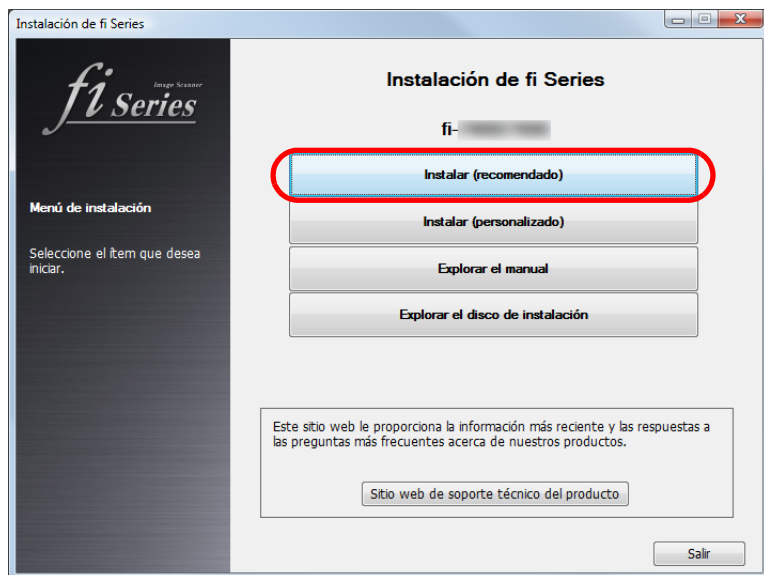 Instalación de fi Series
Image Scanner
fi Series
Menú de instalación
Seleccione el ítem que desea
iniciar.
Instalación de fi Series
fi-
Instalar (recomendado)
Instalar (personalizado)
Explorar el manual
Explorar el disco de instalación
Este sitio web le proporciona la información más reciente y las respuestas a
las preguntas más frecuentes acerca de nuestros productos.
Sitio web de soporte técnico del producto
Salir